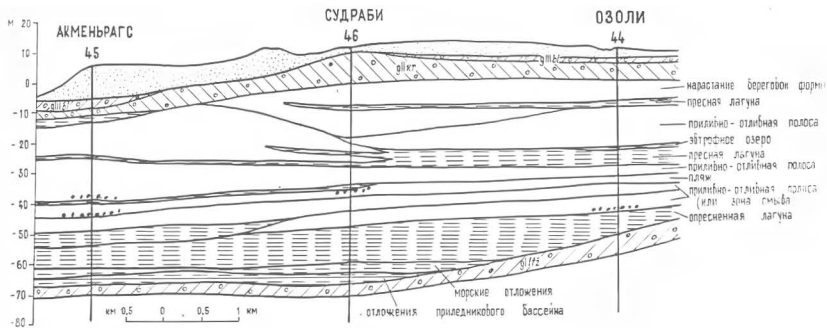 м
20
10
0
-10
-20
-30
-40
-50
-60
-70
-80
АКМЕНЬРАГС
45
СУДРАБИ
46
ОЗОЛИ
44
gIIкг
gIIIbl
нарастание береговой формы
пресная лагуна
приливно-отливная полоса
эвтрофное озеро
пресная лагуна
приливно-отливная полоса
пляж
приливно-отливная полоса
(или зона смыва)
опресненная лагуна
морские отложения
отложения приледникового бассейна
км 0,5 0 0,5 1 км